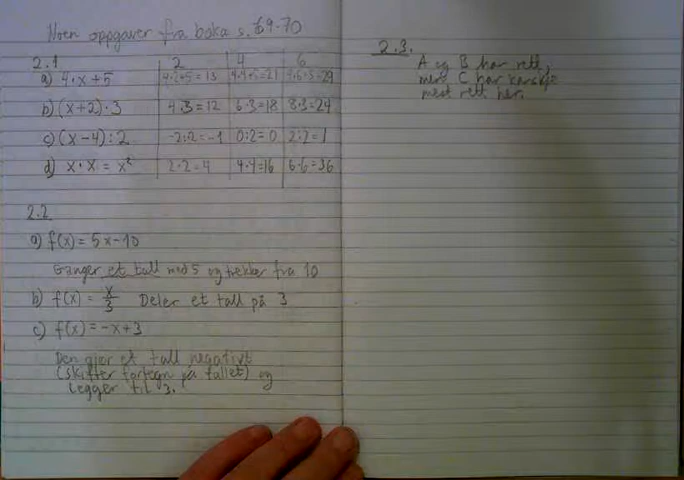 Noen oppgaver fra boka s. 69-70
2.1
2 4 6
a) 4·x+5 4·2+5=13 4·4+5=21 4·6+5=29
b) (x+2)·3 4·3=12 6·3=18 8·3=24
c) (x-4):2 -2:2=-1 0:2=0 2:2=1
d) x·x=x² 2·2=4 4·4=16 6·6=36
2.2
a) f(x)=5x-10
Ganger et tall med 5 og trekker fra 10
b) f(x)=x/3 Deler et tall på 3
c) f(x)=-x+3
Den gjør et tall negativt
(skifter fortegn på tallet) og
legger til 3.
2.3.
A og B har rett,
men C har kanskje
mest rett her.